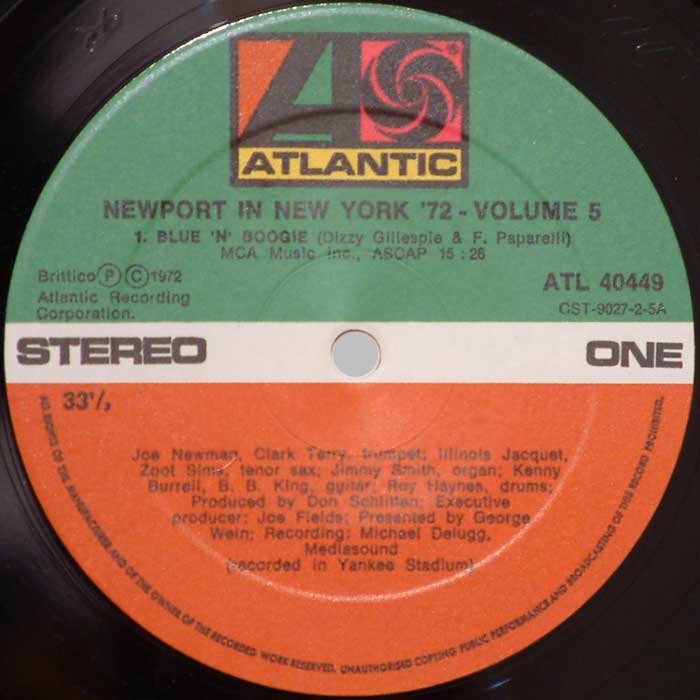 ATLANTIC
NEWPORT IN NEW YORK '72 - VOLUME 5
1. BLUE 'N' BOOGIE (Dizzy Gillespie & F. Paparelli)
MCA Music Inc., ASCAP 15 : 26
Brittico Ⓟ Ⓒ 1972
Atlantic Recording
Corporation.
ATL 40449
CST-9027-2-5A
STEREO
ONE
33⅓
Joe Newman, Clark Terry, trumpet; Illinois Jacquet,
Zoot Sims, tenor sax; Jimmy Smith, organ; Kenny
Burrell, B. B. King, guitar; Roy Haynes, drums;
Produced by Don Schlitten; Executive
producer: Joe Fields; Presented by George
Wein; Recording: Michael Delugg,
Mediasound
(recorded in Yankee Stadium)
ALL RIGHTS OF THE MANUFACTURER AND OF THE OWNER OF THE RECORDED WORK RESERVED. UNAUTHORISED COPYING PUBLIC PERFORMANCE AND BROADCASTING OF THIS RECORD PROHIBITED.